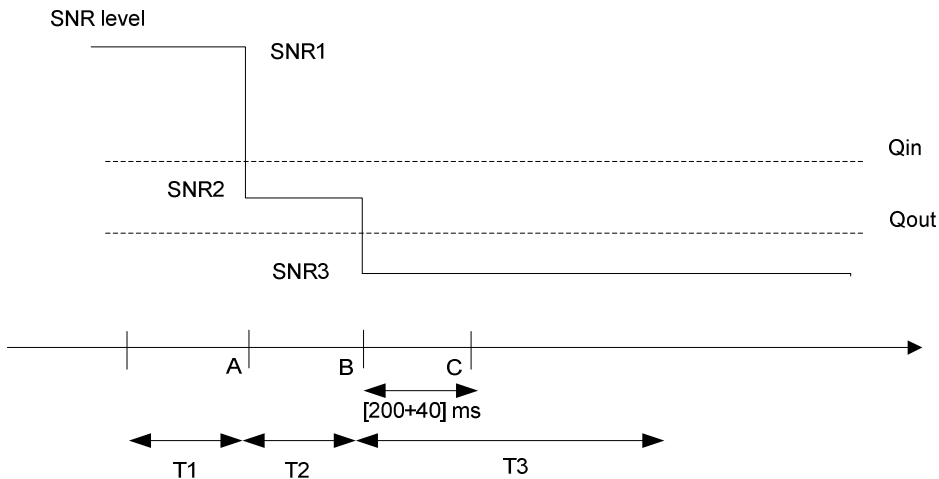 SNR level
SNR1
Qin
SNR2
Qout
SNR3
A
B
C
[200+40] ms
T1
T2
T3